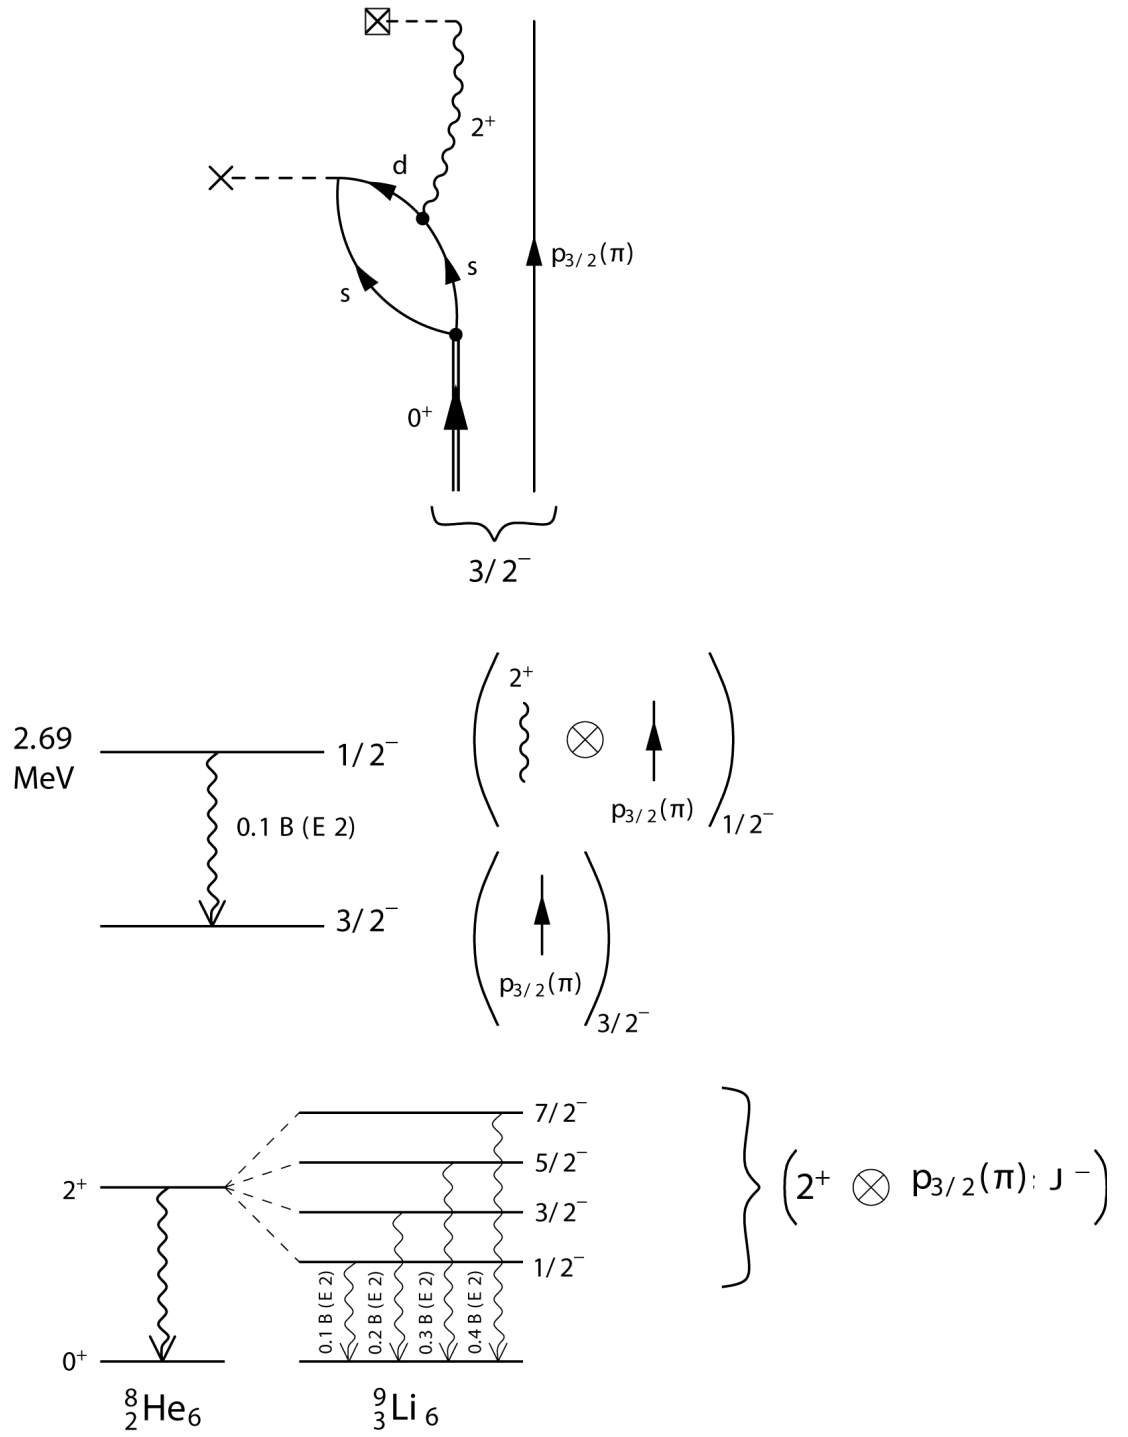 2⁺
d
s
s
p₃/₂(π)
0⁺
3/2⁻
2⁺
2.69
MeV
1/2⁻
p₃/₂(π)
1/2⁻
0.1 B (E 2)
3/2⁻
p₃/₂(π)
3/2⁻
7/2⁻
5/2⁻
2⁺
(2⁺ ⊗ p₃/₂(π): J⁻)
3/2⁻
1/2⁻
0.1 B (E 2)
0.2 B (E 2)
0.3 B (E 2)
0.4 B (E 2)
0⁺
⁸₂He₆
⁹₃Li₆